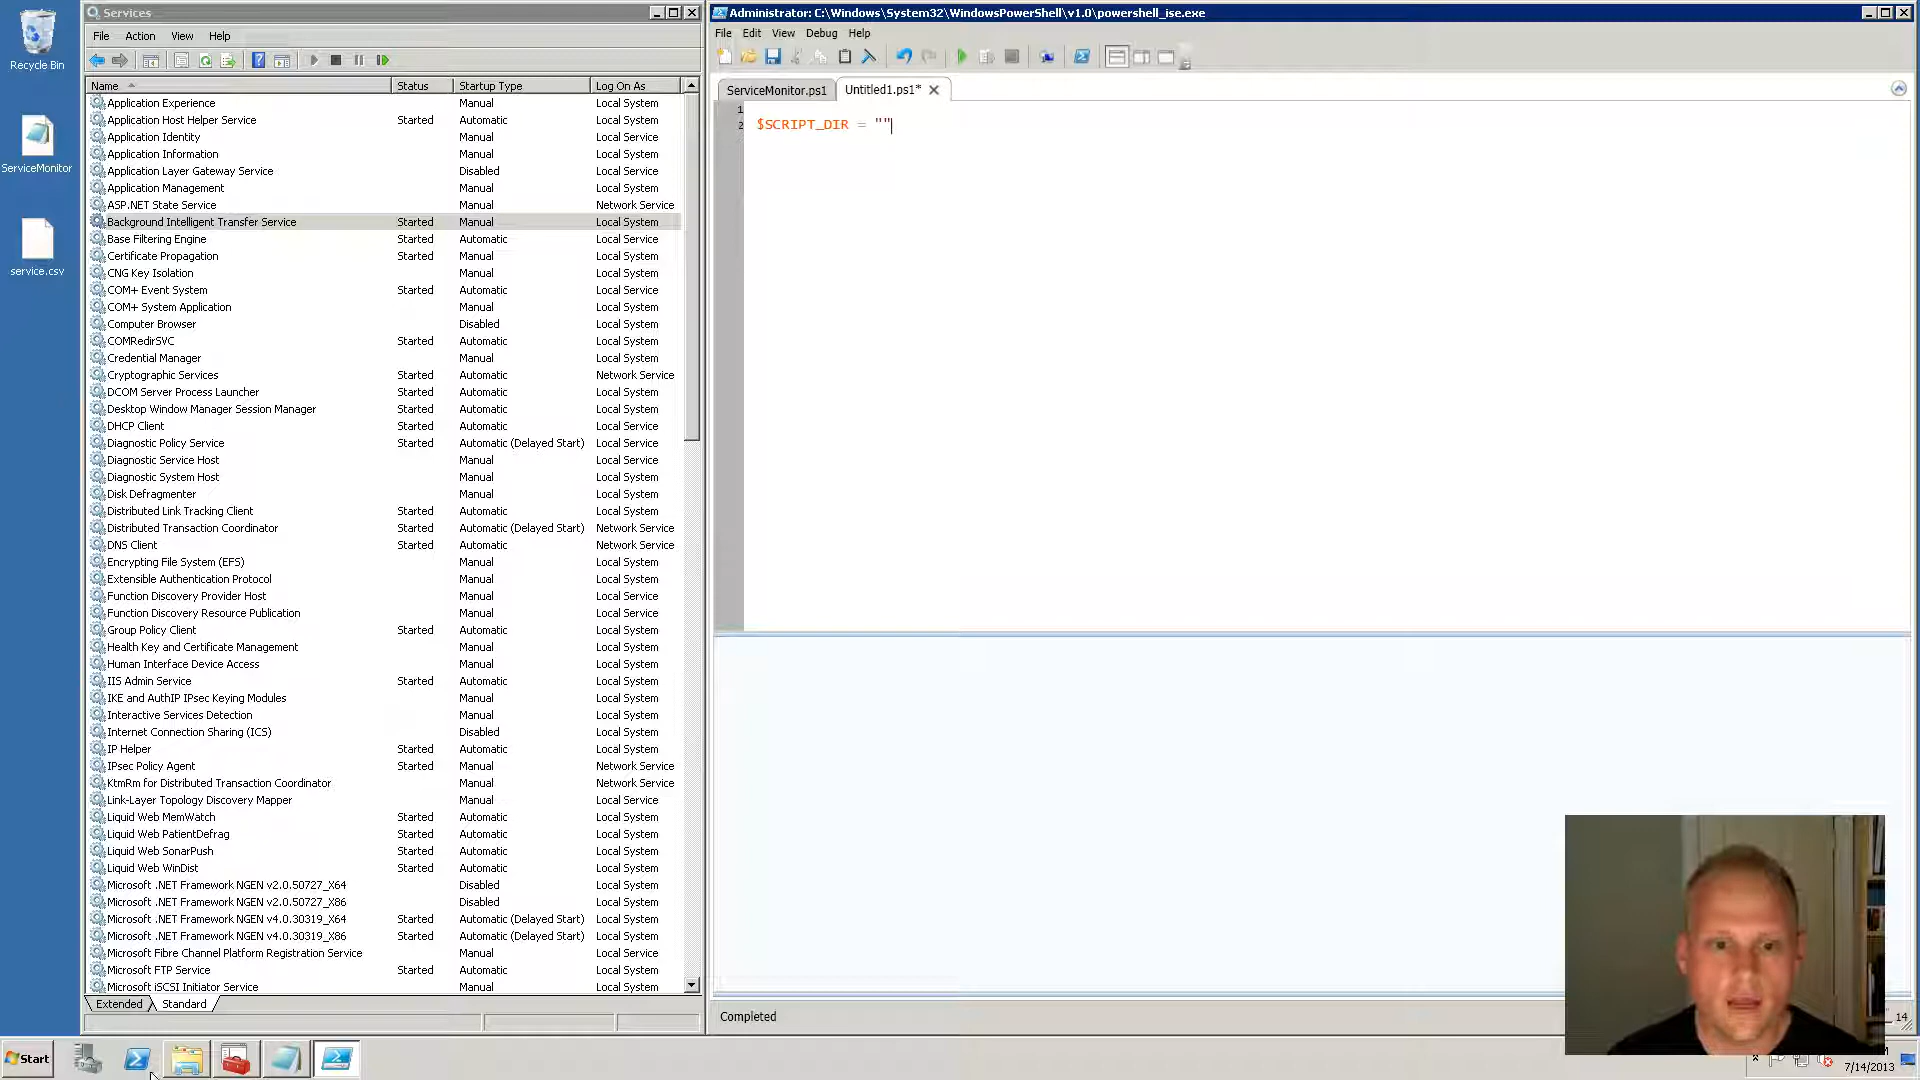 Recycle Bin
ServiceMonitor
service.csv
Services
File Action View Help
Name Status Startup Type Log On As
Application Experience Manual Local System
Application Host Helper Service Started Automatic Local System
Application Identity Manual Local Service
Application Information Manual Local System
Application Layer Gateway Service Disabled Local Service
Application Management Manual Local System
ASP.NET State Service Manual Network Service
Background Intelligent Transfer Service Started Manual Local System
Base Filtering Engine Started Automatic Local Service
Certificate Propagation Started Manual Local System
CNG Key Isolation Manual Local System
COM+ Event System Started Automatic Local Service
COM+ System Application Manual Local System
Computer Browser Disabled Local System
COMRedirSVC Started Automatic Local System
Credential Manager Manual Local System
Cryptographic Services Started Automatic Network Service
DCOM Server Process Launcher Started Automatic Local System
Desktop Window Manager Session Manager Started Automatic Local System
DHCP Client Started Automatic Local Service
Diagnostic Policy Service Started Automatic (Delayed Start) Local Service
Diagnostic Service Host Manual Local Service
Diagnostic System Host Manual Local System
Disk Defragmenter Manual Local System
Distributed Link Tracking Client Started Automatic Local System
Distributed Transaction Coordinator Started Automatic (Delayed Start) Network Service
DNS Client Started Automatic Network Service
Encrypting File System (EFS) Manual Local System
Extensible Authentication Protocol Manual Local System
Function Discovery Provider Host Manual Local Service
Function Discovery Resource Publication Manual Local Service
Group Policy Client Started Automatic Local System
Health Key and Certificate Management Manual Local System
Human Interface Device Access Manual Local System
IIS Admin Service Started Automatic Local System
IKE and AuthIP IPsec Keying Modules Manual Local System
Interactive Services Detection Manual Local System
Internet Connection Sharing (ICS) Disabled Local System
IP Helper Started Automatic Local System
IPsec Policy Agent Started Manual Network Service
KtmRm for Distributed Transaction Coordinator Manual Network Service
Link-Layer Topology Discovery Mapper Manual Local Service
Liquid Web MemWatch Started Automatic Local System
Liquid Web PatientDefrag Started Automatic Local System
Liquid Web SonarPush Started Automatic Local System
Liquid Web WinDist Started Automatic Local System
Microsoft .NET Framework NGEN v2.0.50727_X64 Disabled Local System
Microsoft .NET Framework NGEN v2.0.50727_X86 Disabled Local System
Microsoft .NET Framework NGEN v4.0.30319_X64 Started Automatic (Delayed Start) Local System
Microsoft .NET Framework NGEN v4.0.30319_X86 Started Automatic (Delayed Start) Local System
Microsoft Fibre Channel Platform Registration Service Manual Local System
Microsoft FTP Service Started Automatic Local System
Microsoft iSCSI Initiator Service Manual Local System
Extended Standard
Administrator: C:\Windows\System32\WindowsPowerShell\v1.0\powershell_ise.exe
File Edit View Debug Help
ServiceMonitor.ps1 Untitled1.ps1*
1
2 $SCRIPT_DIR = ""
Completed
14
Start
7/14/2013